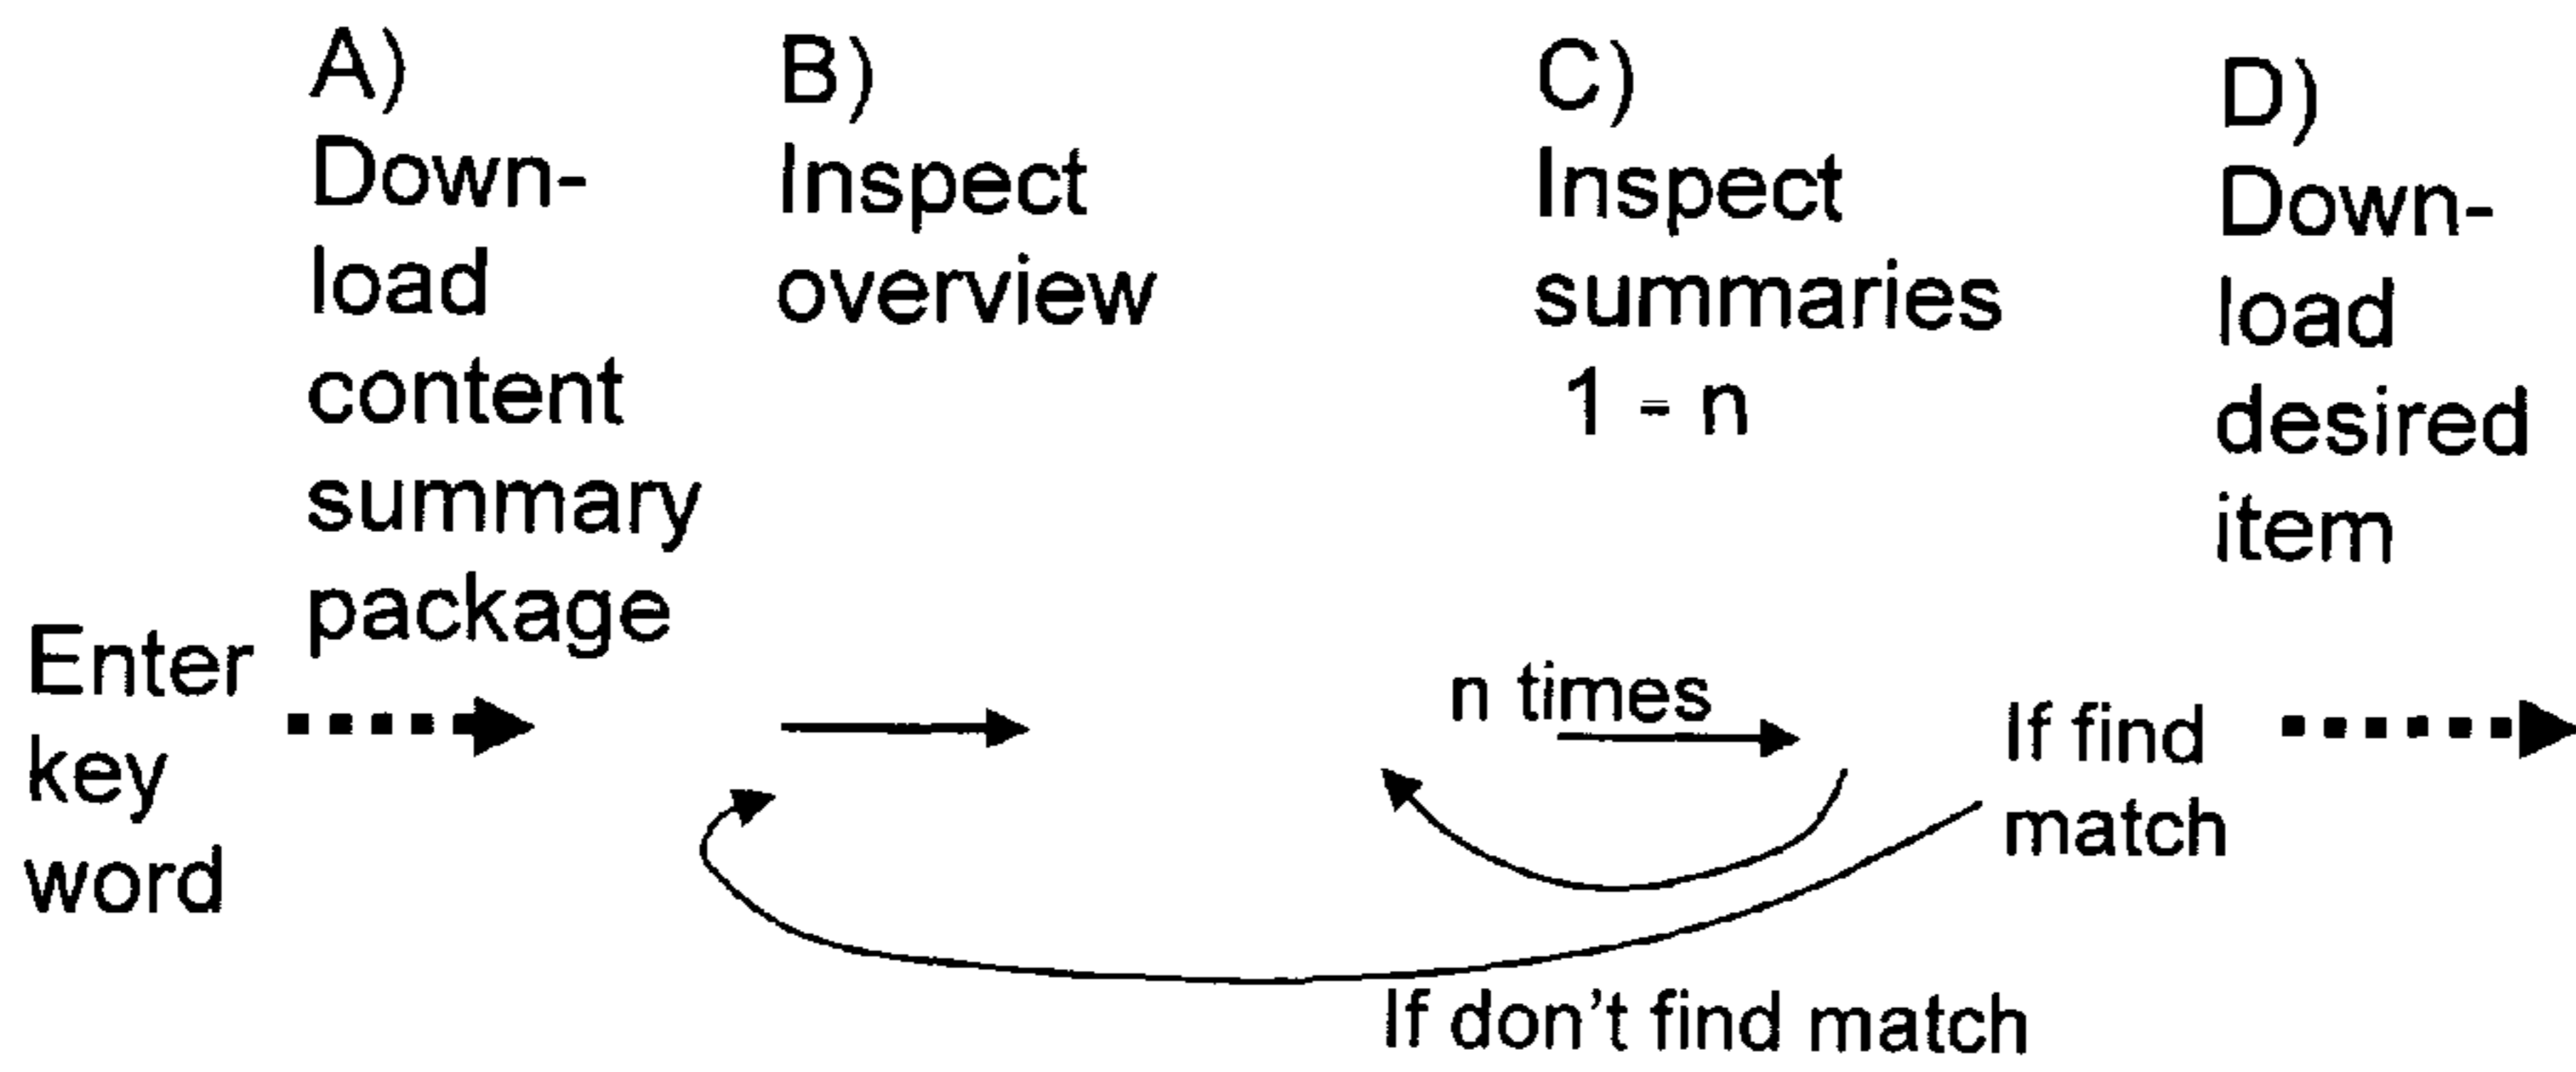 A)
Down-
load
content
summary
package
B)
Inspect
overview
C)
Inspect
summaries
1 - n
D)
Down-
load
desired
item
Enter
key
word
n times
If find
match
If don't find match